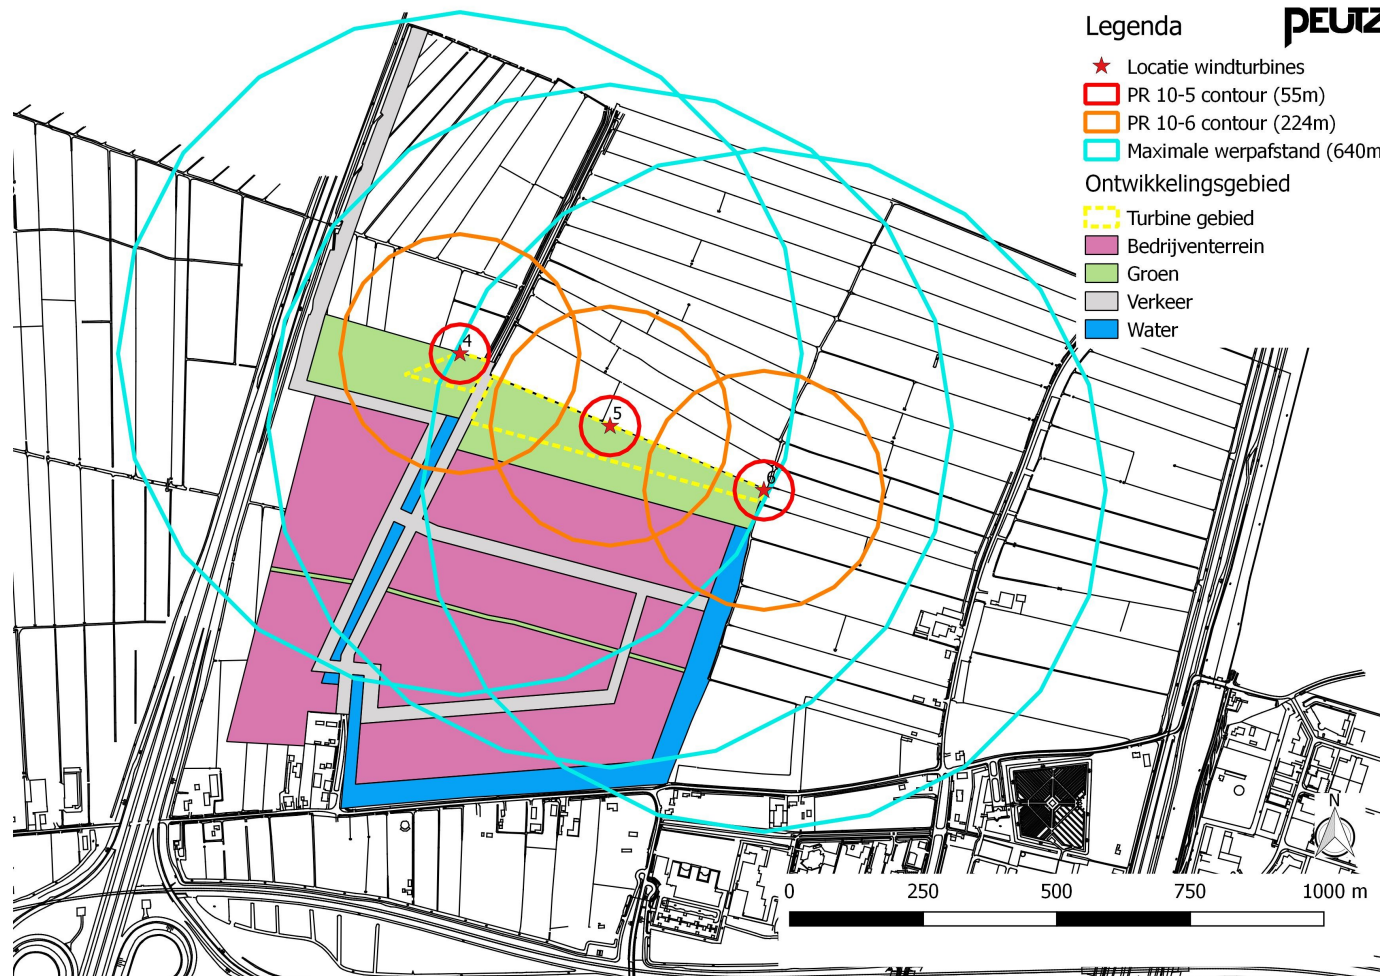 Legenda
PEUTZ
Locatie windturbines
PR 10-5 contour (55m)
PR 10-6 contour (224m)
Maximale werpafstand (640m
Ontwikkelingsgebied
Turbine gebied
Bedrijventerrein
Groen
Verkeer
Water
4
5
6
N
0 250 500 750 1000 m